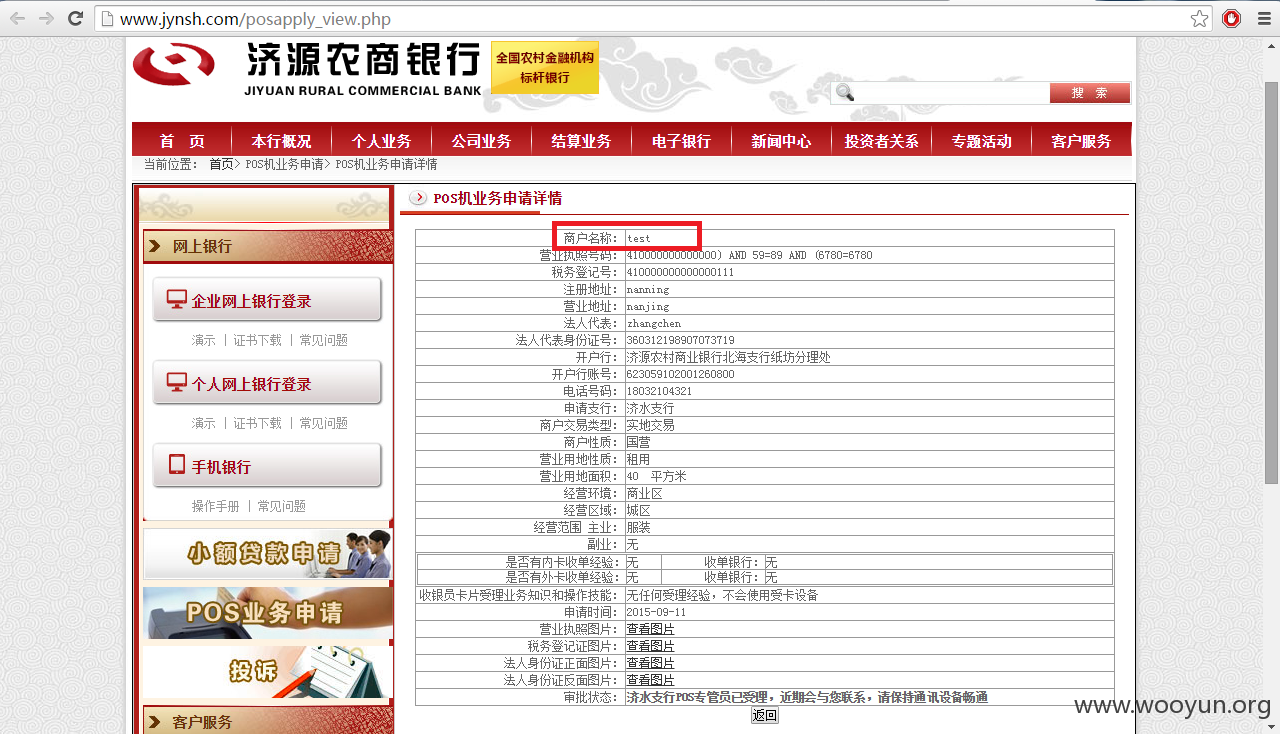 www.jynsh.com/posapply_view.php
济源农商银行
JIYUAN RURAL COMMERCIAL BANK
全国农村金融机构
标杆银行
搜 索
首 页 本行概况 个人业务 公司业务 结算业务 电子银行 新闻中心 投资者关系 专题活动 客户服务
当前位置： 首页> POS机业务申请> POS机业务申请详情
网上银行
企业网上银行登录
演示 | 证书下载 | 常见问题
个人网上银行登录
演示 | 证书下载 | 常见问题
手机银行
操作手册 | 常见问题
小额贷款申请
POS业务申请
投诉
客户服务
POS机业务申请详情
商户名称： test
营业执照号码： 410000000000000) AND 59=89 AND (6780=6780
税务登记号： 410000000000000111
注册地址： nanning
营业地址： nanjing
法人代表： zhangchen
法人代表身份证号： 360312198907073719
开户行： 济源农村商业银行北海支行纸坊分理处
开户行账号： 623059102001260800
电话号码： 18032104321
申请支行： 济水支行
商户交易类型： 实地交易
商户性质： 国营
营业用地性质： 租用
营业用地面积： 40 平方米
经营环境： 商业区
经营区域： 城区
经营范围 主业： 服装
副业： 无
是否有内卡收单经验： 无 收单银行： 无
是否有外卡收单经验： 无 收单银行： 无
收银员卡片受理业务知识和操作技能： 无任何受理经验，不会使用受卡设备
申请时间： 2015-09-11
营业执照图片： 查看图片
税务登记证图片： 查看图片
法人身份证正面图片： 查看图片
法人身份证反面图片： 查看图片
审批状态： 济水支行POS专管员已受理，近期会与您联系，请保持通讯设备畅通
返回
www.wooyun.org